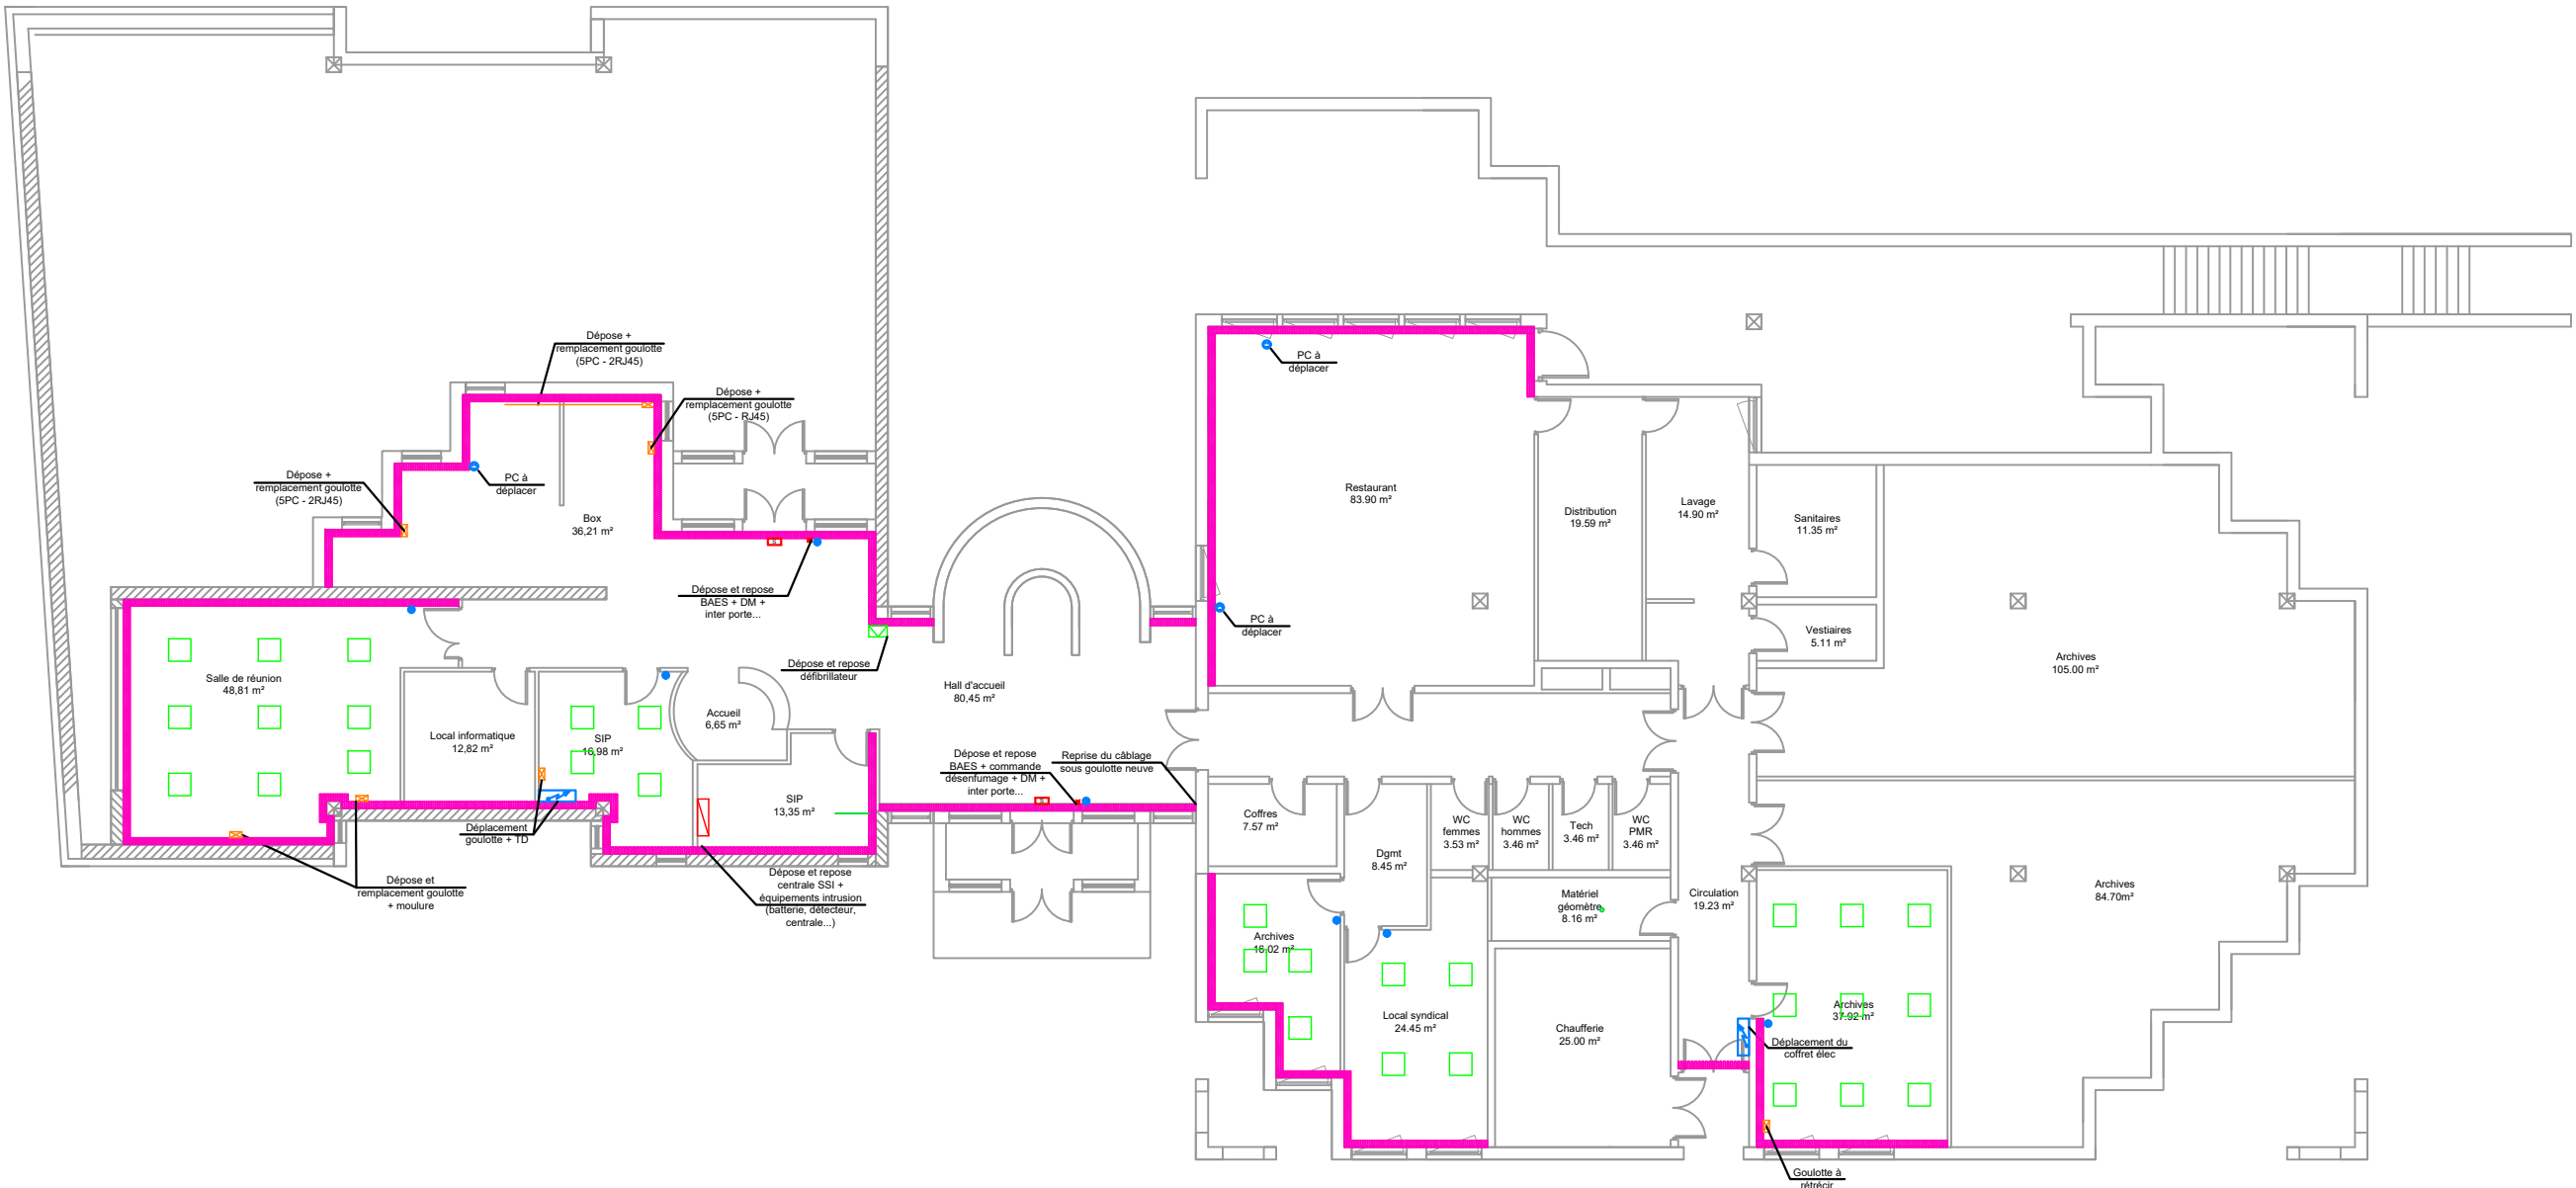 Dépose +
remplacement goulotte
(5PC - 2RJ45)
Dépose +
remplacement goulotte
(5PC - RJ45)
Dépose +
remplacement goulotte
(5PC - 2RJ45)
PC à
déplacer
Box
36,21 m²
Dépose et repose
BAES + DM +
inter porte...
Dépose et repose
défibrillateur
Salle de réunion
48,81 m²
Local informatique
12,82 m²
SIP
16,98 m²
Accueil
6,65 m²
SIP
13,35 m²
Hall d'accueil
80,45 m²
Dépose et repose
BAES + commande
désenfumage + DM +
inter porte...
Reprise du câblage
sous goulotte neuve
Déplacement
goulotte + TD
Dépose et
remplacement goulotte
+ moulure
Dépose et repose
centrale SSI +
équipements intrusion
(batterie, détecteur,
centrale...)
PC à
déplacer
Restaurant
83.90 m²
PC à
déplacer
Distribution
19.59 m²
Lavage
14.90 m²
Sanitaires
11.35 m²
Vestiaires
5.11 m²
Archives
105.00 m²
Coffres
7.57 m²
Dgmt
8.45 m²
WC
femmes
3.53 m²
WC
hommes
3.46 m²
Tech
3.46 m²
WC
PMR
3.46 m²
Matériel
géomètre
8.16 m²
Circulation
19.23 m²
Archives
84.70m²
Archives
16.02 m²
Local syndical
24.45 m²
Chaufferie
25.00 m²
Archives
37.92 m²
Déplacement du
coffret élec
Goulotte à
rétrécir